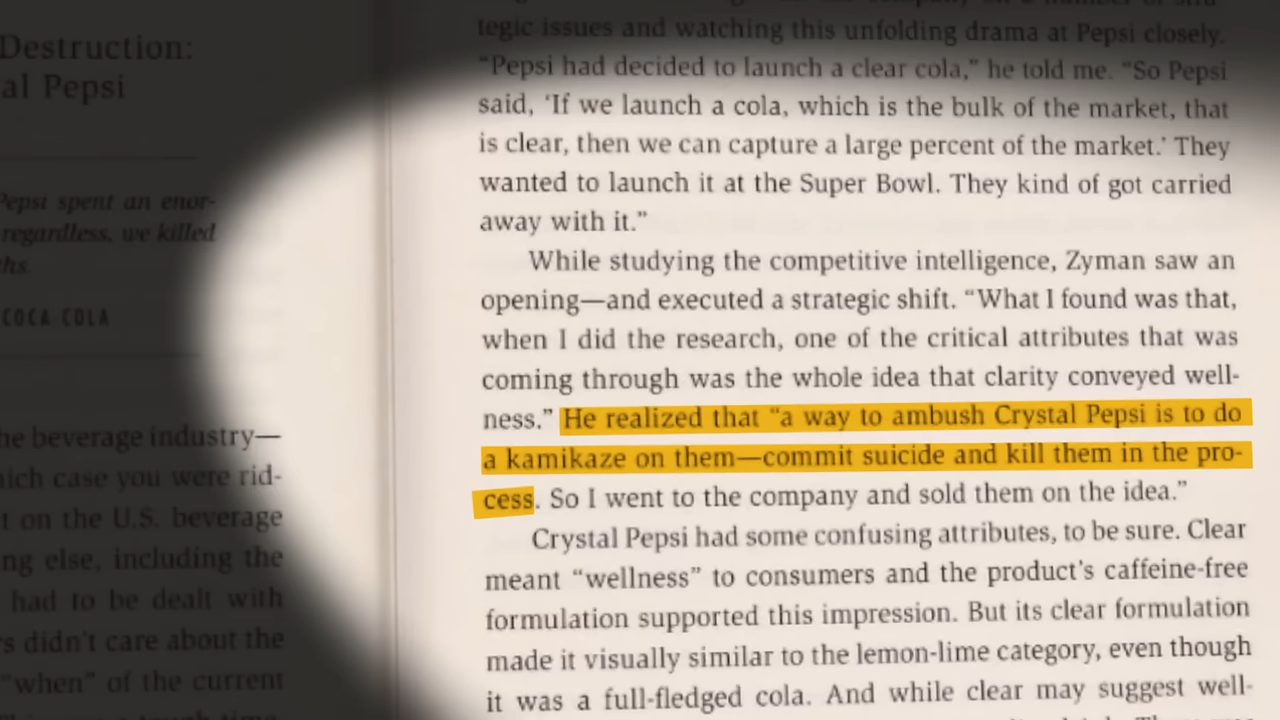 Destruction:
al Pepsi
Pepsi spent an enor-
regardless, we killed
ths.
COCA COLA
he beverage industry—
hich case you were rid-
t on the U.S. beverage
ng else, including the
had to be dealt with
rs didn't care about the
"when" of the current
tegic issues and watching this unfolding drama at Pepsi closely.
“Pepsi had decided to launch a clear cola,” he told me. “So Pepsi
said, ‘If we launch a cola, which is the bulk of the market, that
is clear, then we can capture a large percent of the market.’ They
wanted to launch it at the Super Bowl. They kind of got carried
away with it.”
While studying the competitive intelligence, Zyman saw an
opening—and executed a strategic shift. “What I found was that,
when I did the research, one of the critical attributes that was
coming through was the whole idea that clarity conveyed well-
ness.” He realized that “a way to ambush Crystal Pepsi is to do
a kamikaze on them—commit suicide and kill them in the pro-
cess. So I went to the company and sold them on the idea.”
Crystal Pepsi had some confusing attributes, to be sure. Clear
meant “wellness” to consumers and the product’s caffeine-free
formulation supported this impression. But its clear formulation
made it visually similar to the lemon-lime category, even though
it was a full-fledged cola. And while clear may suggest well-